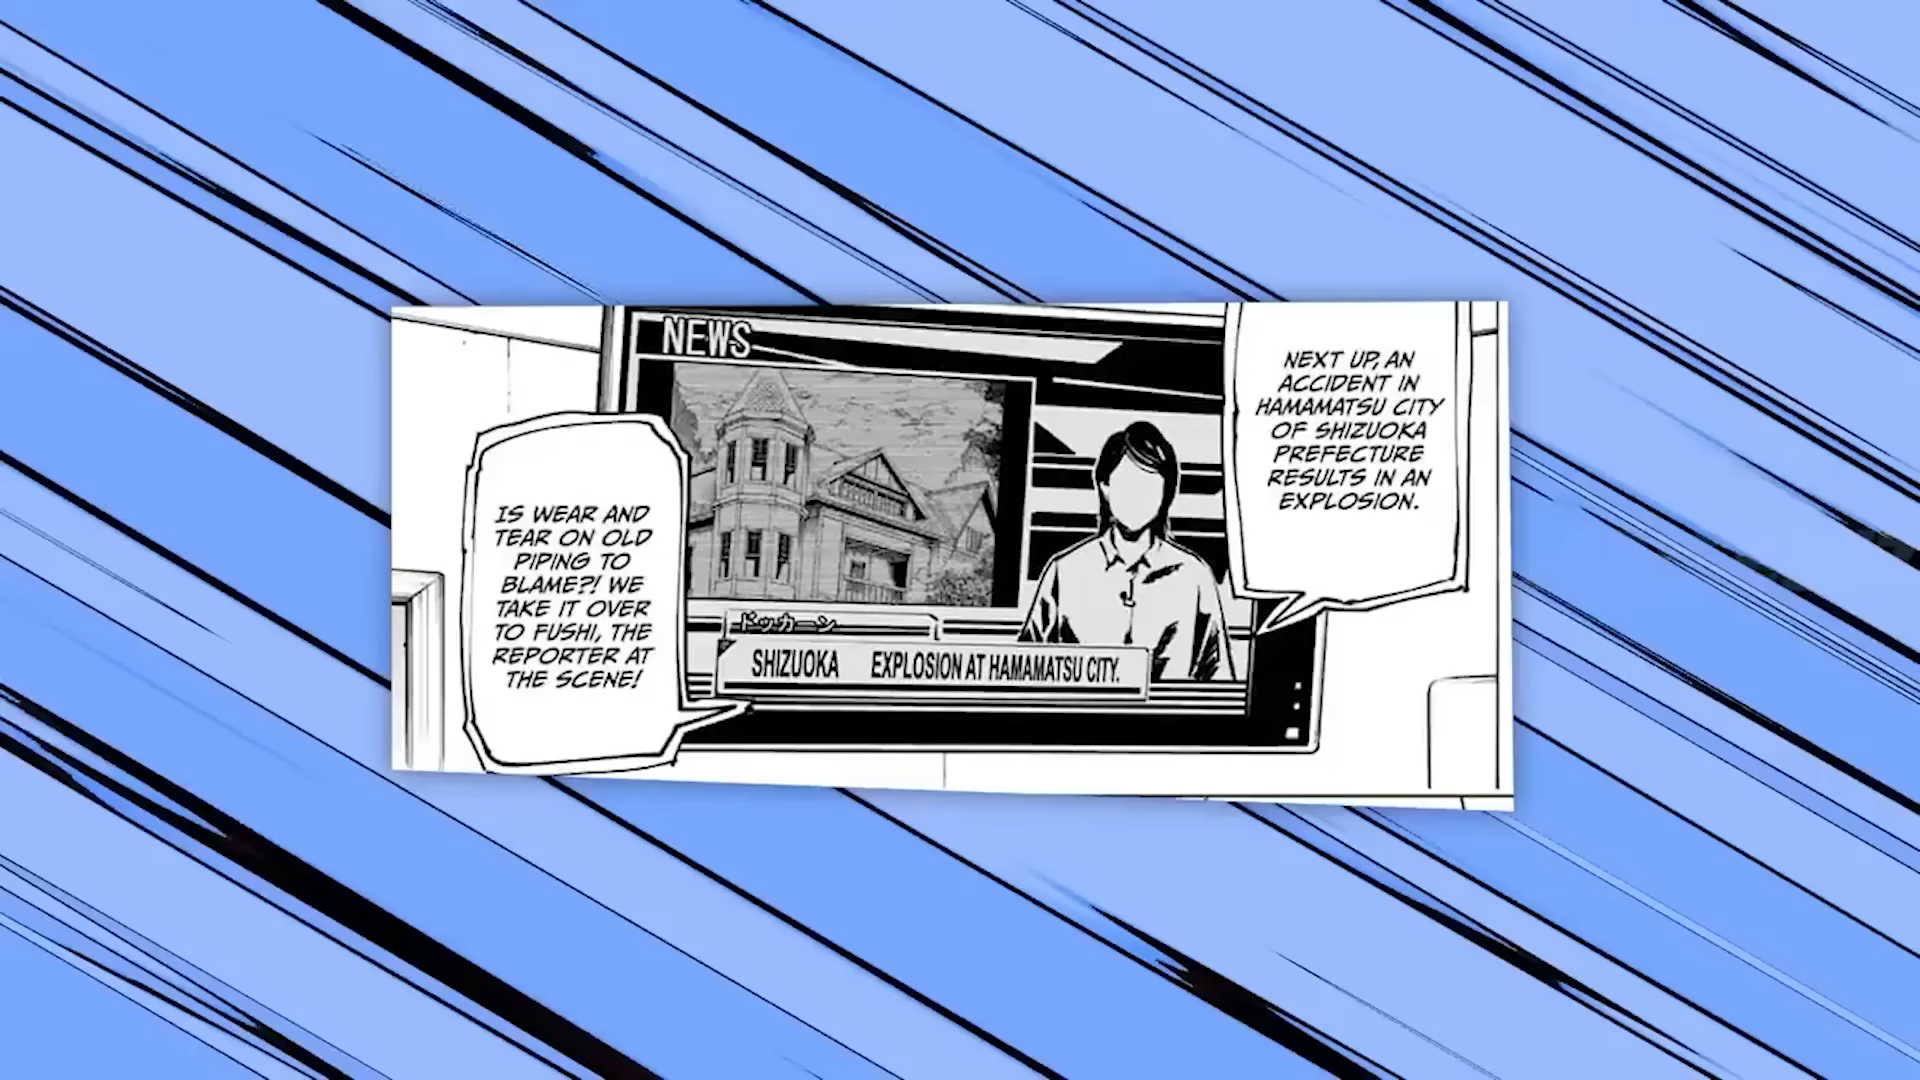 NEWS
NEXT UP, AN
ACCIDENT IN
HAMAMATSU CITY
OF SHIZUOKA
PREFECTURE
RESULTS IN AN
EXPLOSION.
ドッカーン
SHIZUOKA EXPLOSION AT HAMAMATSU CITY.
IS WEAR AND
TEAR ON OLD
PIPING TO
BLAME?! WE
TAKE IT OVER
TO FUSHI, THE
REPORTER AT
THE SCENE!